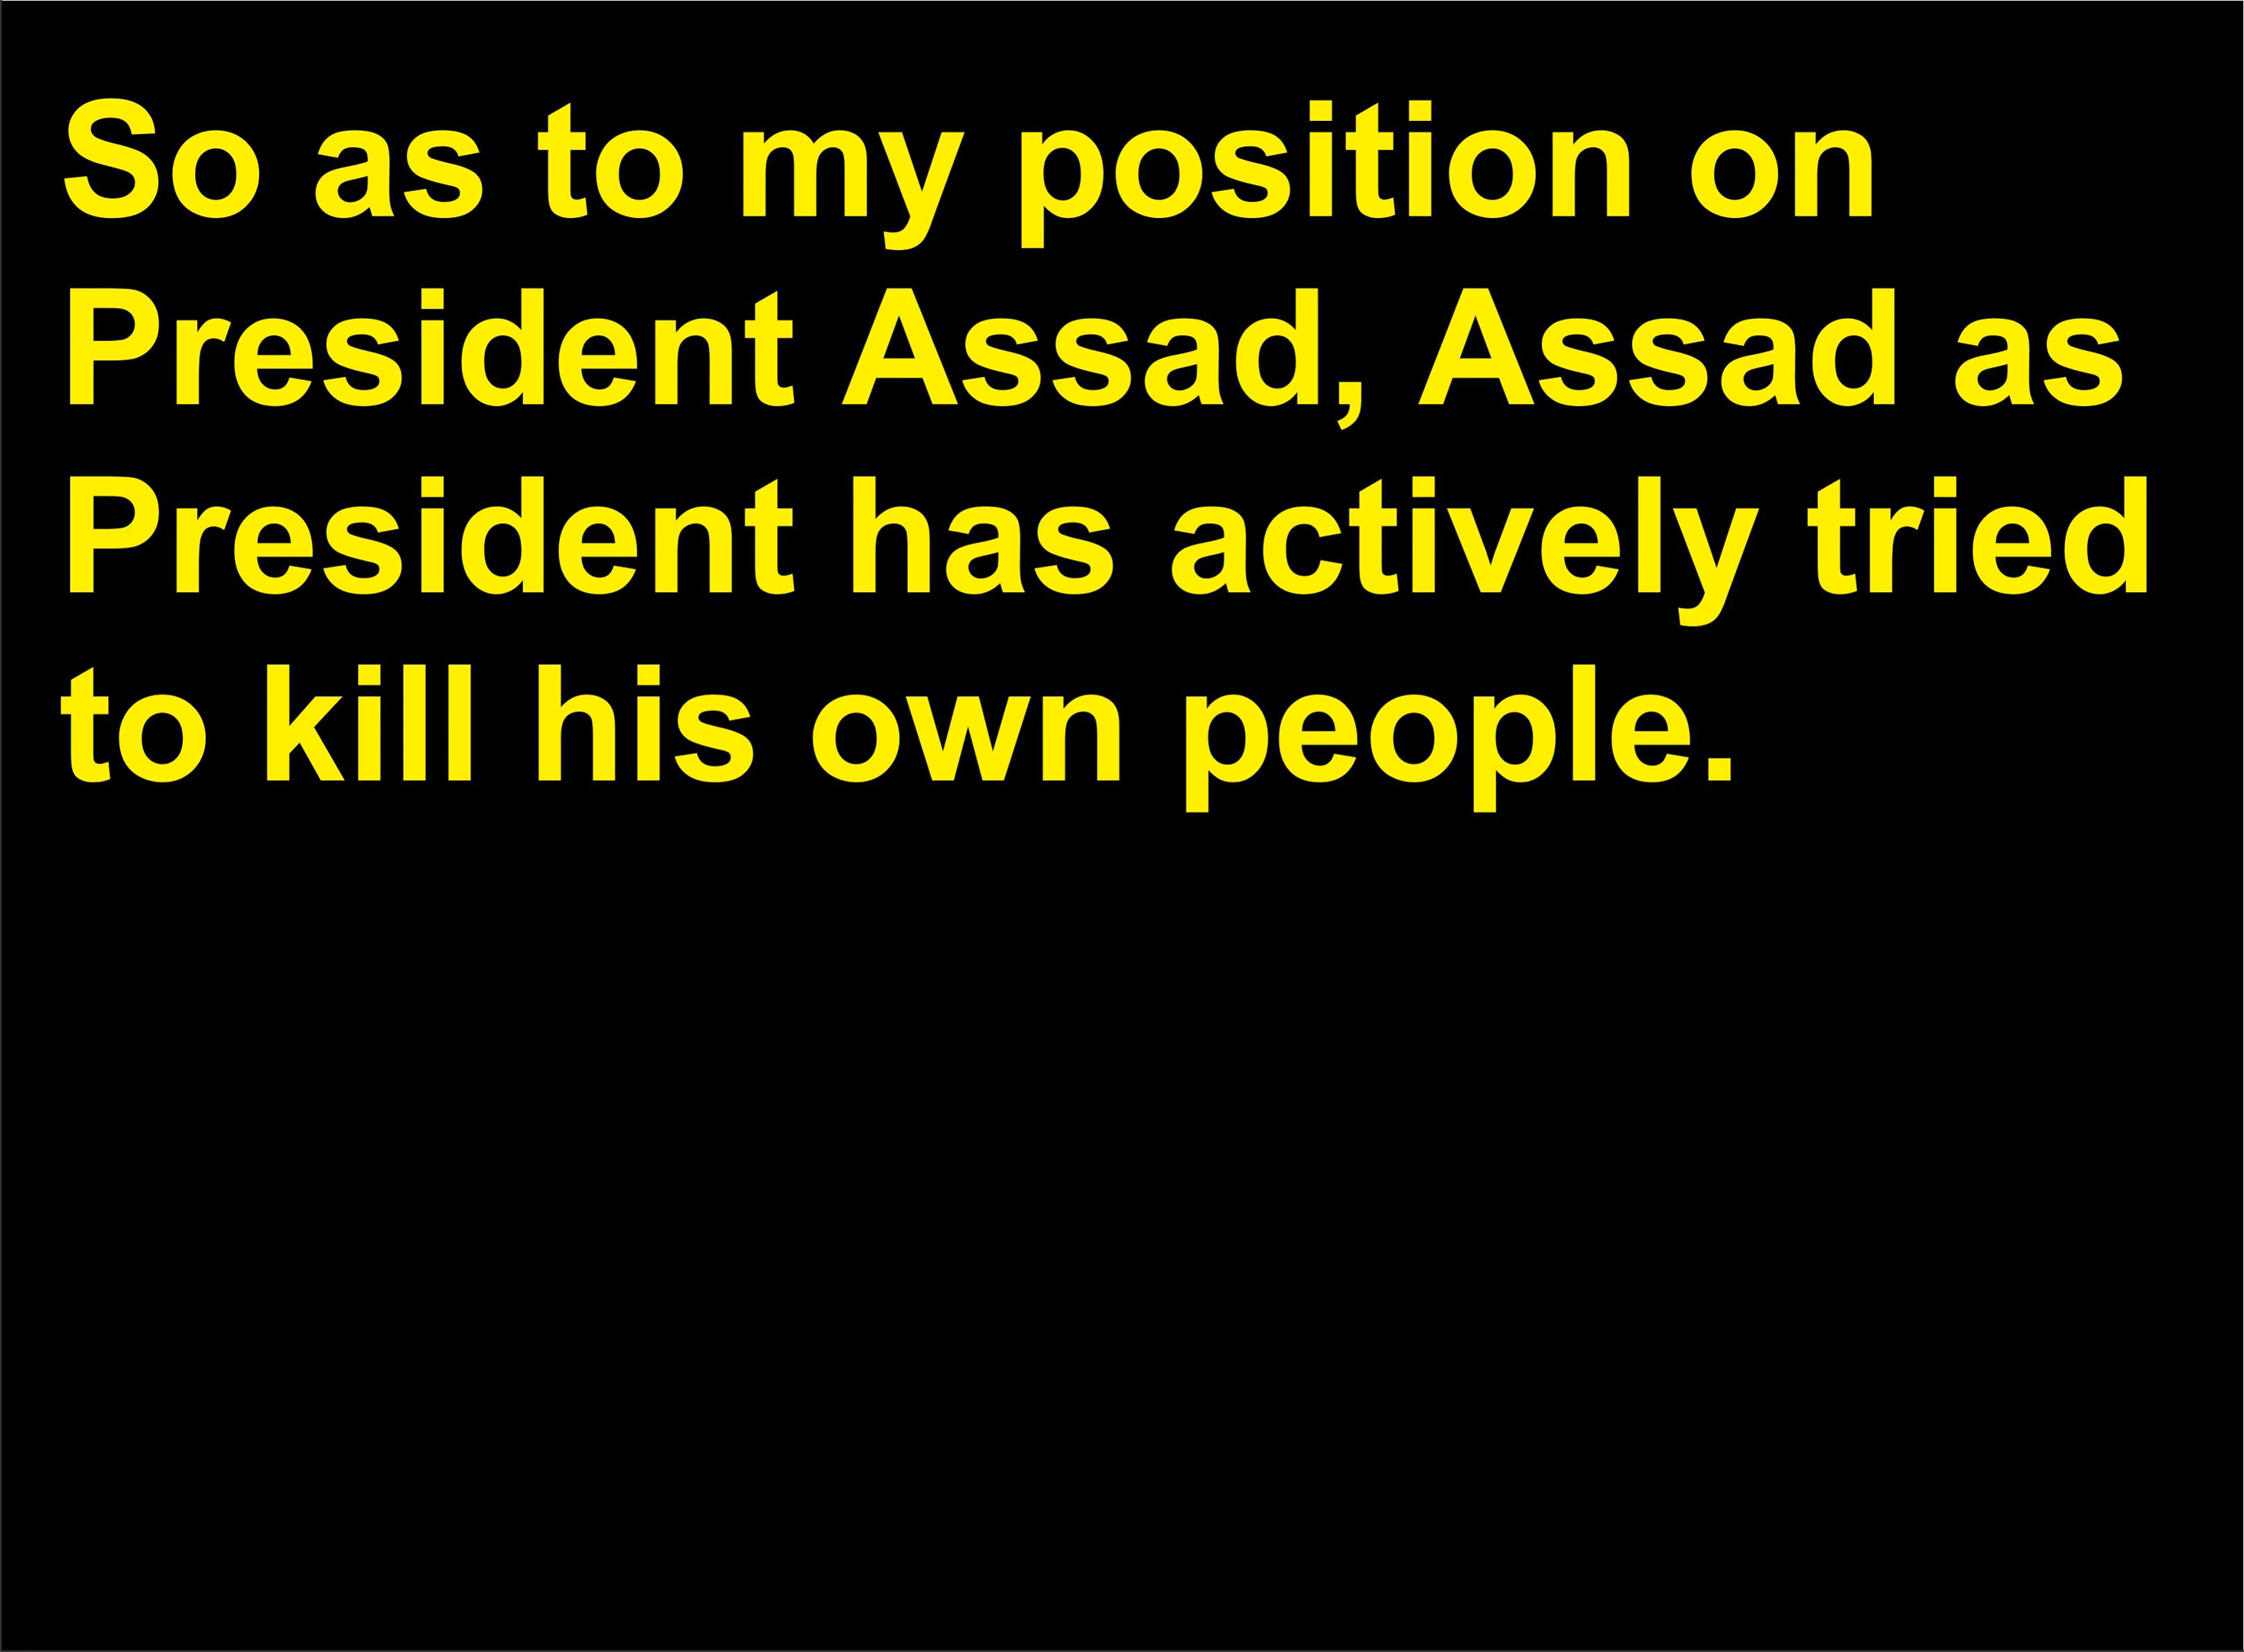 So as to my position on
President Assad, Assad as
President has actively tried
to kill his own people.